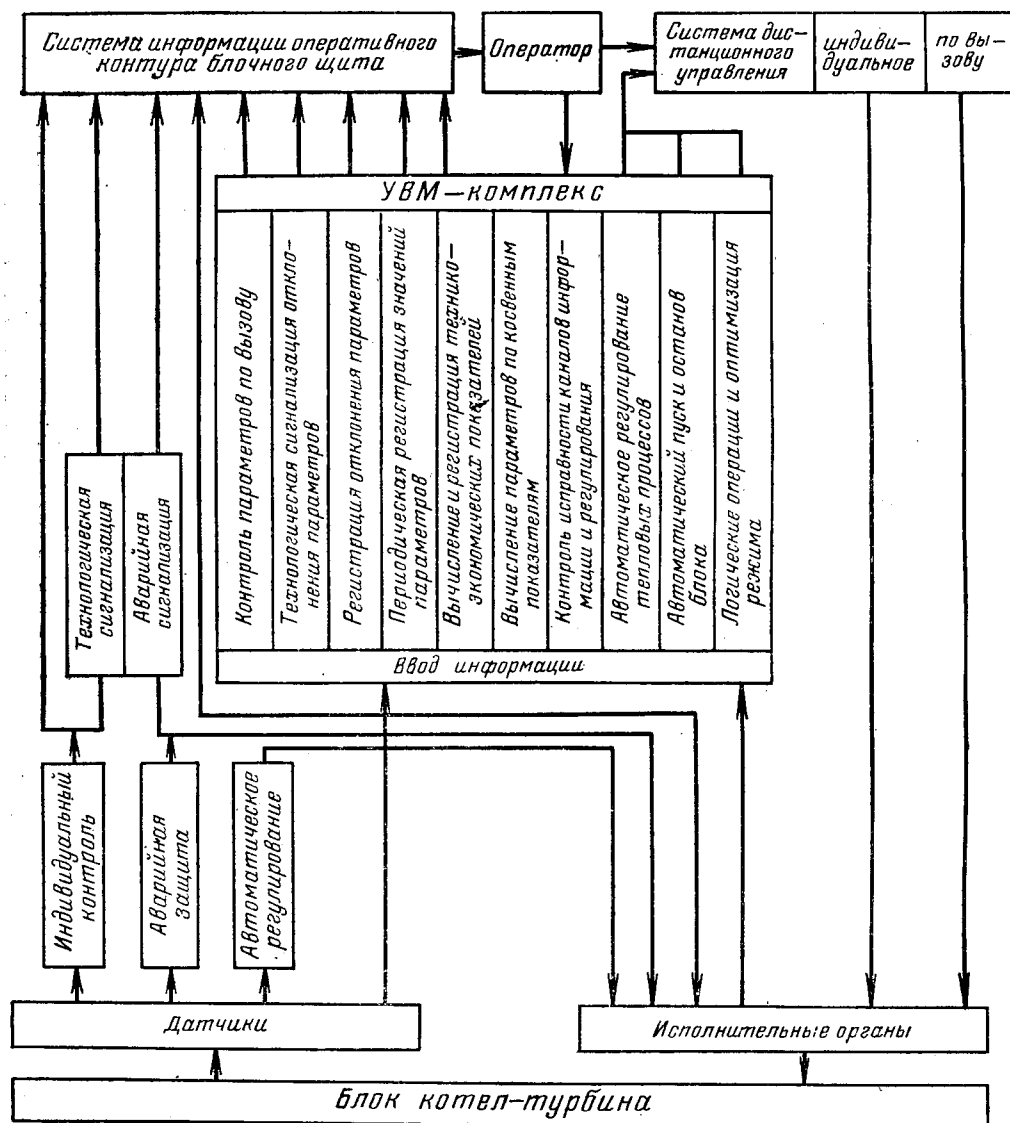 Система информации оперативного
контура блочного щита
Оператор
Система дис-
танционного
управления
индиви-
дуальное
по вы-
зову
УВМ-комплекс
Контроль параметров по вызову
Технологическая сигнализация откло-
нения параметров
Регистрация отклонения параметров
Периодическая регистрация значений
параметров
Вычисление и регистрация технико-
экономических показателей
Вычисление параметров по косвенным
показателям
Контроль исправности каналов инфор-
мации и регулирования
Автоматическое регулирование
тепловых процессов
Автоматический пуск и останов
блока
Логические операции и оптимизация
режима
Ввод информации
Технологическая
сигнализация
Аварийная
сигнализация
Индивидуальный
контроль
Аварийная
защита
Автоматическое
регулирование
Датчики
Исполнительные органы
Блок котел-турбина